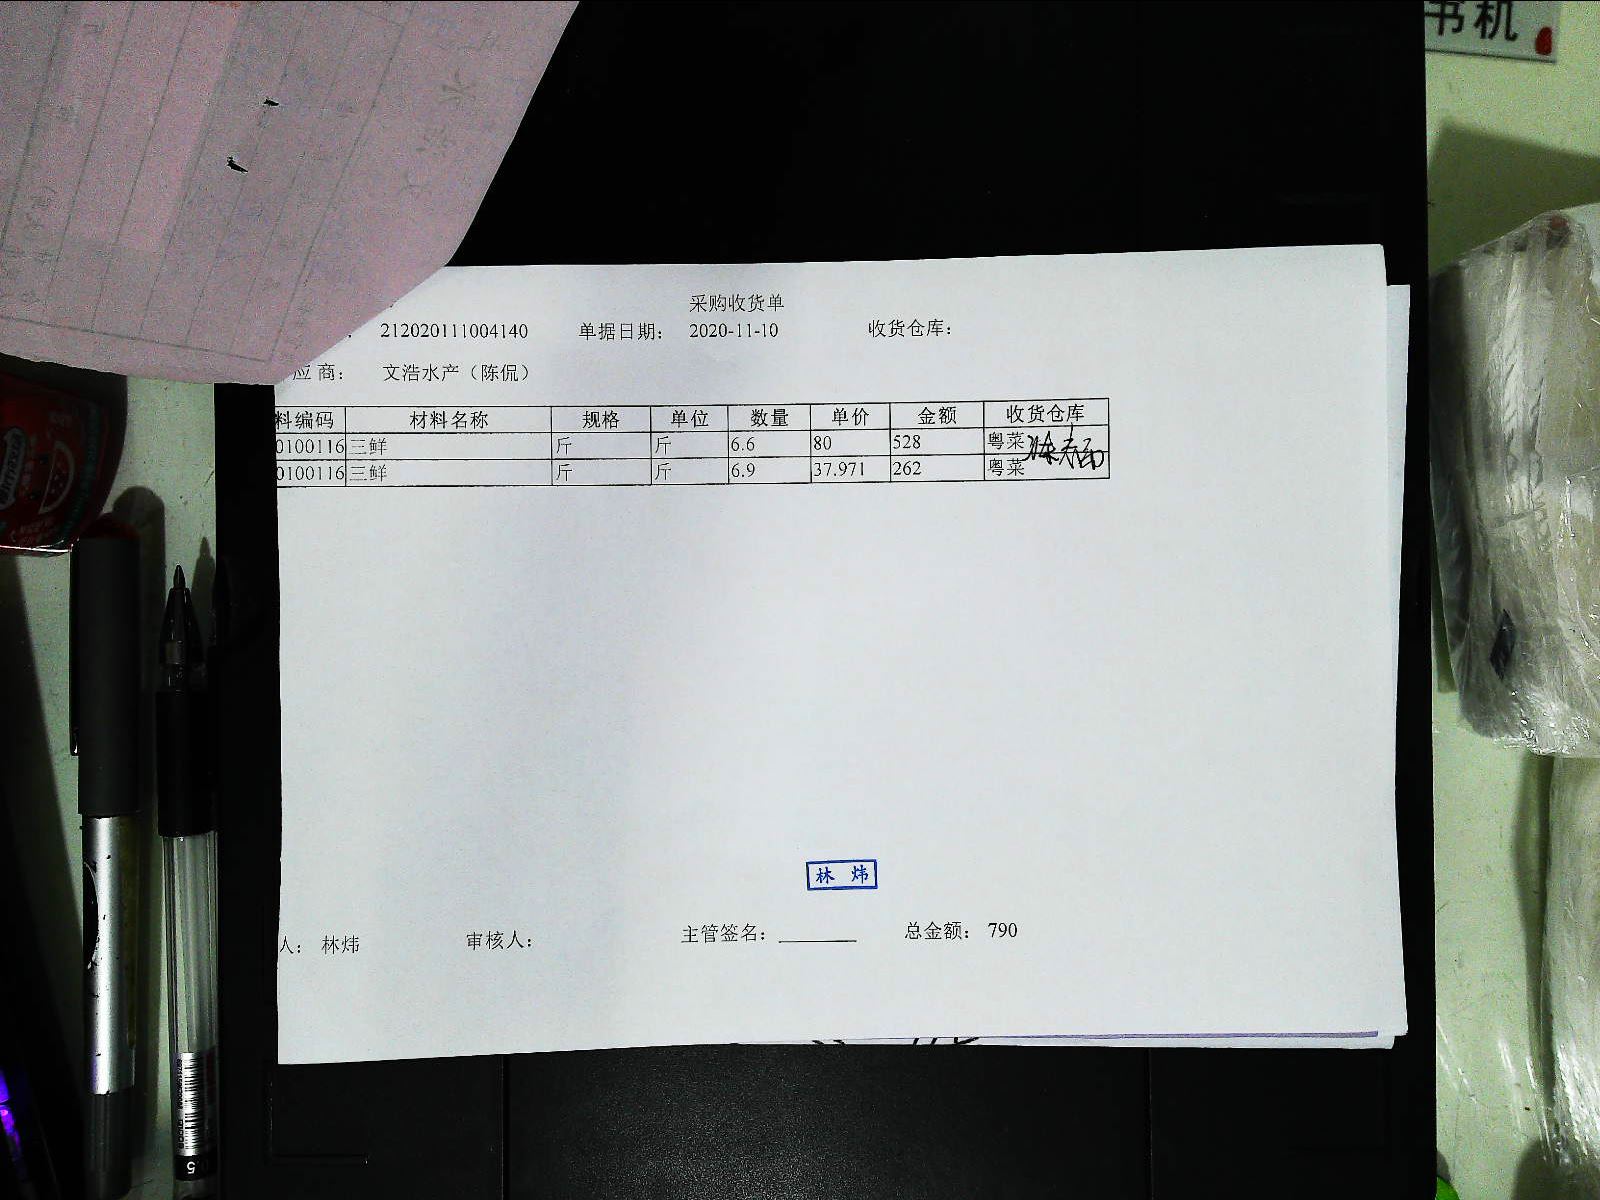 书机
采购收货单
212020111004140 单据日期: 2020-11-10 收货仓库:
应商: 文浩水产（陈侃）
料编码 材料名称 规格 单位 数量 单价 金额 收货仓库
0100116 三鲜 斤 斤 6.6 80 528 粤菜
0100116 三鲜 斤 斤 6.9 37.971 262 粤菜
林 炜
人: 林炜 审核人: 主管签名: 总金额: 790
0.5